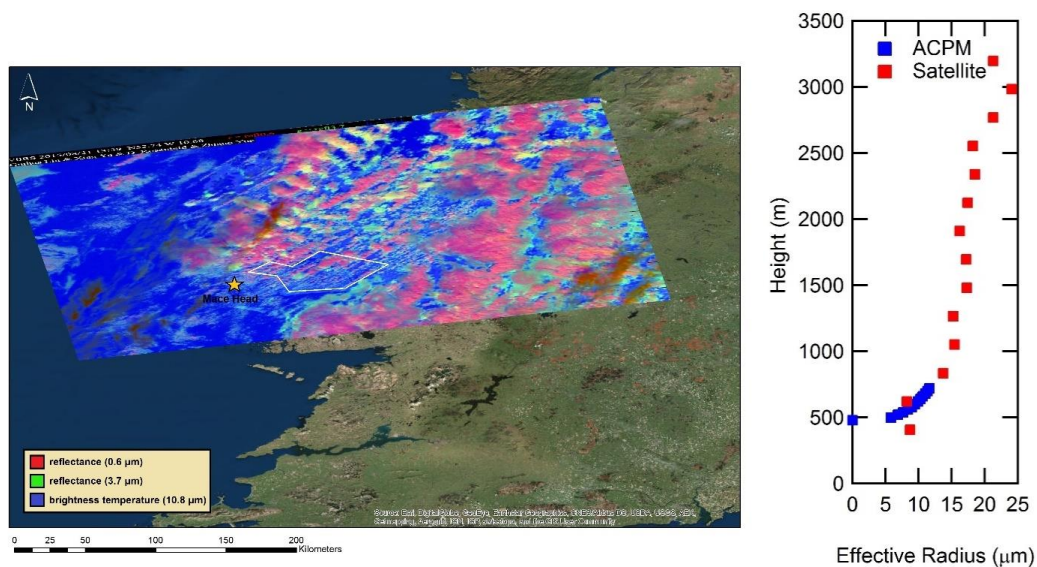 N
Mace Head
reflectance (0.6 µm)
reflectance (3.7 µm)
brightness temperature (10.8 µm)
0 25 50 100 150 200
Kilometers
3500
3000
2500
2000
1500
1000
500
0
Height (m)
ACPM
Satellite
0 5 10 15 20 25
Effective Radius (µm)